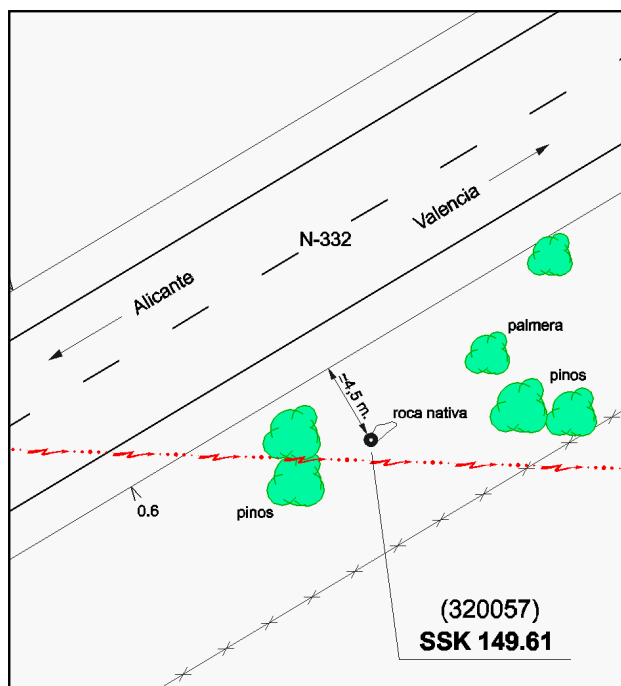 Valencia
N-332
Alicante
palmera
pinos
≈4,5 m.
roca nativa
0.6
pinos
(320057)
SSK 149.61